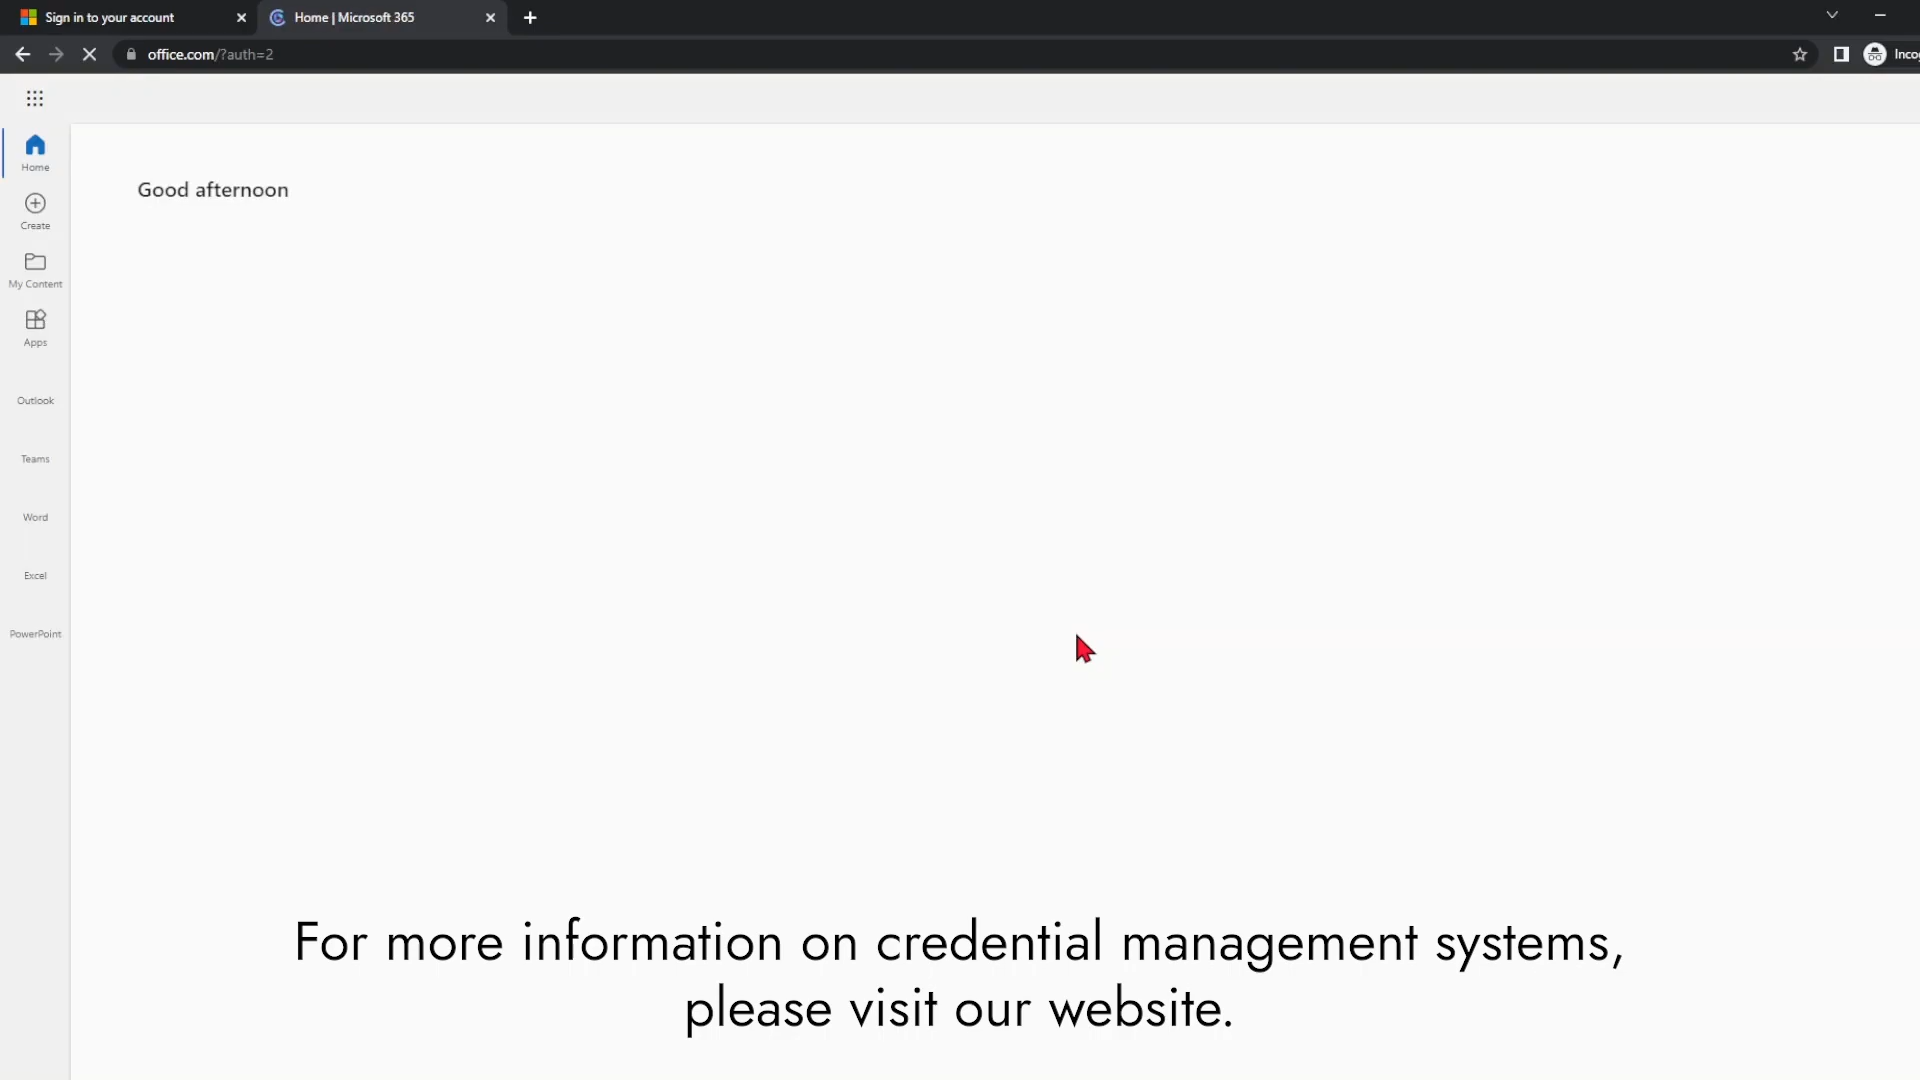 Sign in to your account
Home | Microsoft 365
office.com/?auth=2
Inco
Home
Good afternoon
Create
My Content
Apps
Outlook
Teams
Word
Excel
PowerPoint
For more information on credential management systems,
please visit our website.